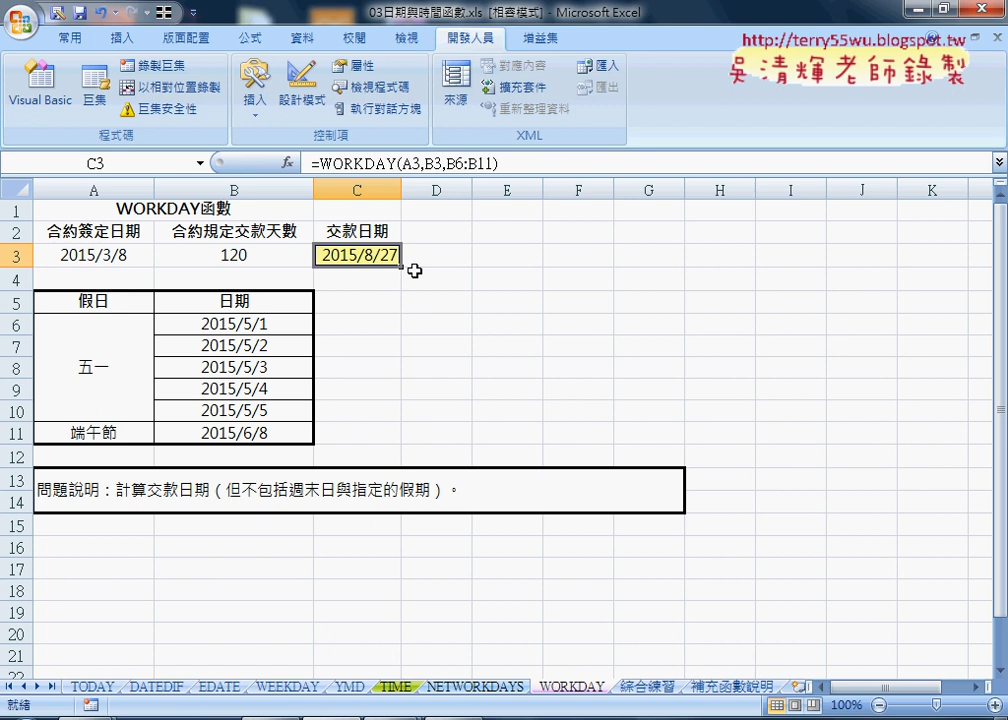 03日期與時間函數.xls [相容模式] - Microsoft Excel
常用 插入 版面配置 公式 資料 校閱 檢視 開發人員 增益集
http://terry55wu.blogspot.tw
吳清輝老師錄製
Visual Basic 巨集 錄製巨集 以相對位置錄製 巨集安全性 程式碼
插入 設計模式 屬性 檢視程式碼 執行對話方塊 控制項
來源 對應內容 擴充套件 重新整理資料 匯入 匯出 XML
C3 fx =WORKDAY(A3,B3,B6:B11)
A B C D E F G H I J K
1 WORKDAY函數
2 合約簽定日期 合約規定交款天數 交款日期
3 2015/3/8 120 2015/8/27
4
5 假日 日期
6 2015/5/1
7 2015/5/2
8 五一 2015/5/3
9 2015/5/4
10 2015/5/5
11 端午節 2015/6/8
12
13
問題說明：計算交款日期（但不包括週末日與指定的假期）。
14
15
16
17
18
19
20
21
22
TODAY DATEDIF EDATE WEEKDAY YMD TIME NETWORKDAYS WORKDAY 綜合練習 補充函數說明
就緒 100%